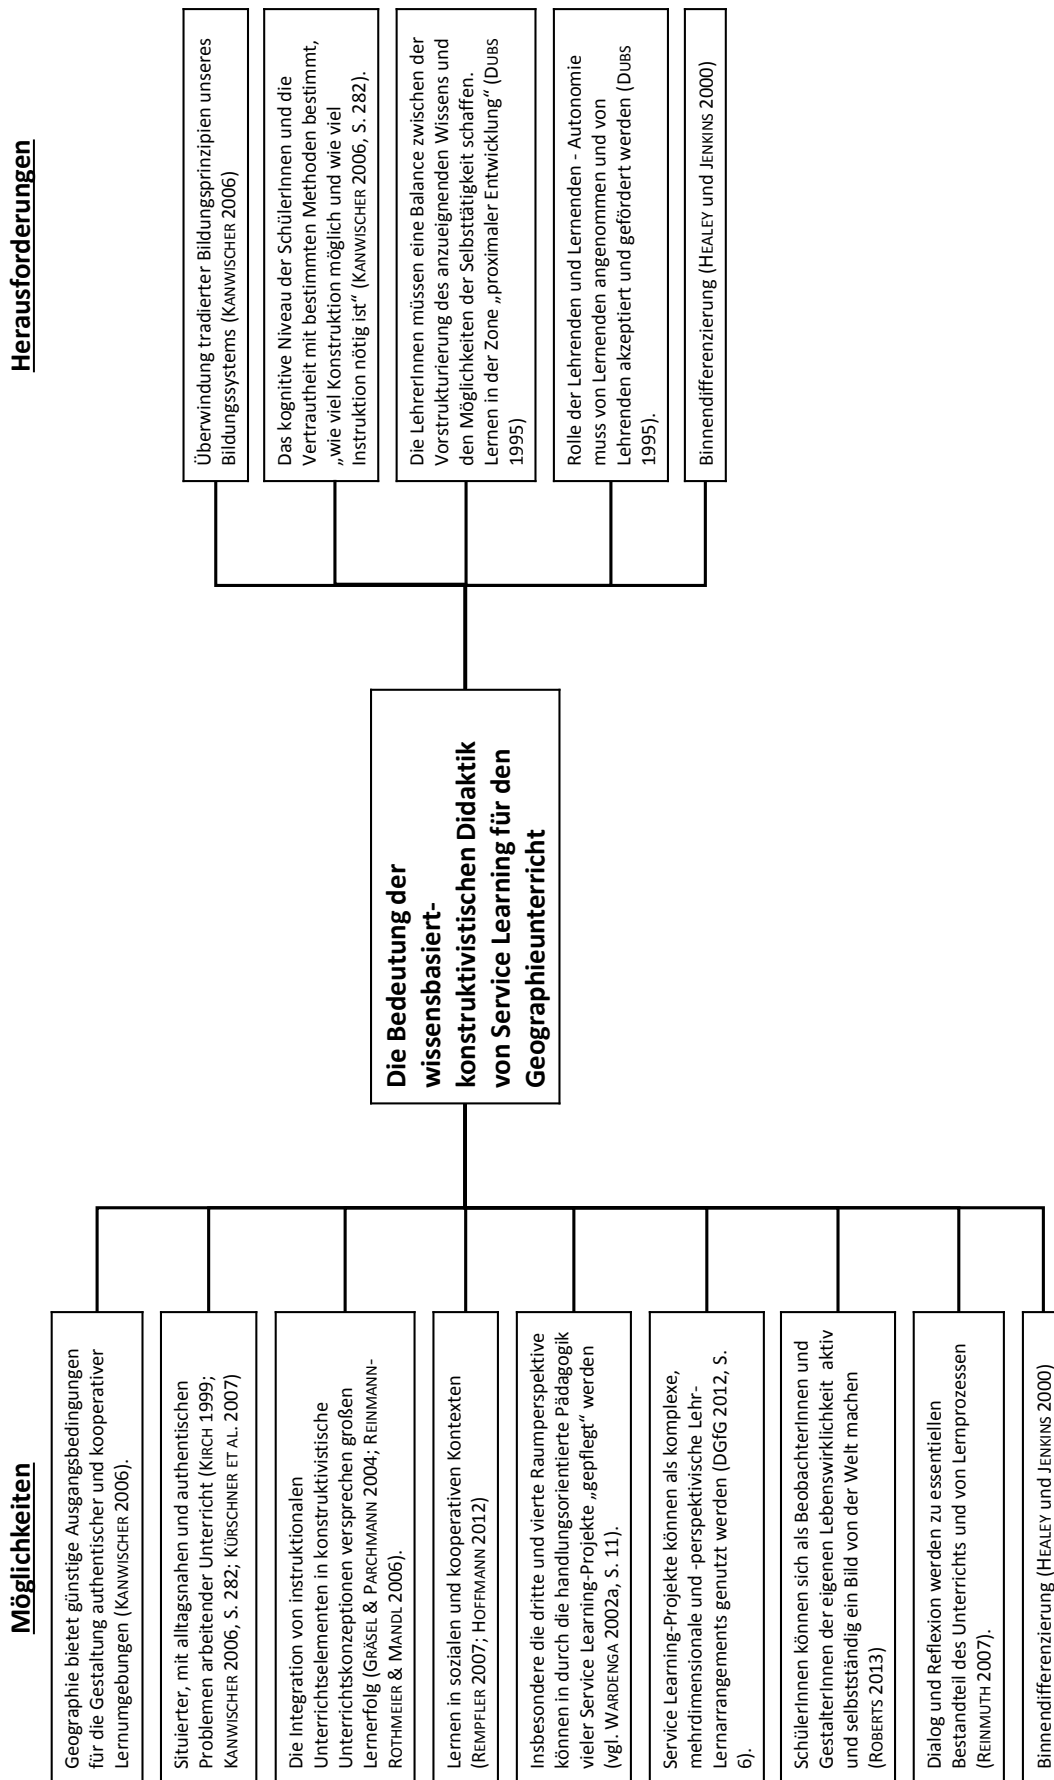 Möglichkeiten
Geographie bietet günstige Ausgangsbedingungen
für die Gestaltung authentischer und kooperativer
Lernumgebungen (KANWISCHER 2006).
Situierter, mit alltagsnahen und authentischen
Problemen arbeitender Unterricht (KIRCH 1999;
KANWISCHER 2006, S. 282; KÜRSCHNER ET AL. 2007)
Die Integration von instruktionalen
Unterrichtselementen in konstruktivistische
Unterrichtskonzeptionen versprechen großen
Lernerfolg (GRÄSEL & PARCHMANN 2004; REINMANN-
ROTHMEIER & MANDL 2006).
Lernen in sozialen und kooperativen Kontexten
(REMPFLER 2007; HOFFMANN 2012)
Insbesondere die dritte und vierte Raumperspektive
können in durch die handlungsorientierte Pädagogik
vieler Service Learning-Projekte „gepflegt“ werden
(vgl. WARDENGA 2002a, S. 11).
Service Learning-Projekte können als komplexe,
mehrdimensionale und -perspektivische Lehr-
Lernarrangements genutzt werden (DGFG 2012, S.
6).
SchülerInnen können sich als BeobachterInnen und
GestalterInnen der eigenen Lebenswirklichkeit aktiv
und selbstständig ein Bild von der Welt machen
(ROBERTS 2013)
Dialog und Reflexion werden zu essentiellen
Bestandteil des Unterrichts und von Lernprozessen
(REINMUTH 2007).
Binnendifferenzierung (HEALEY und JENKINS 2000)
Die Bedeutung der
wissensbasiert-
konstruktivistischen Didaktik
von Service Learning für den
Geographieunterricht
Herausforderungen
Überwindung tradierter Bildungsprinzipien unseres
Bildungssystems (KANWISCHER 2006)
Das kognitive Niveau der SchülerInnen und die
Vertrautheit mit bestimmten Methoden bestimmt,
„wie viel Konstruktion möglich und wie viel
Instruktion nötig ist“ (KANWISCHER 2006, S. 282).
Die LehrerInnen müssen eine Balance zwischen der
Vorstrukturierung des anzueignenden Wissens und
den Möglichkeiten der Selbsttätigkeit schaffen.
Lernen in der Zone „proximaler Entwicklung“ (DUBS
1995)
Rolle der Lehrenden und Lernenden - Autonomie
muss von Lernenden angenommen und von
Lehrenden akzeptiert und gefördert werden (DUBS
1995).
Binnendifferenzierung (HEALEY und JENKINS 2000)